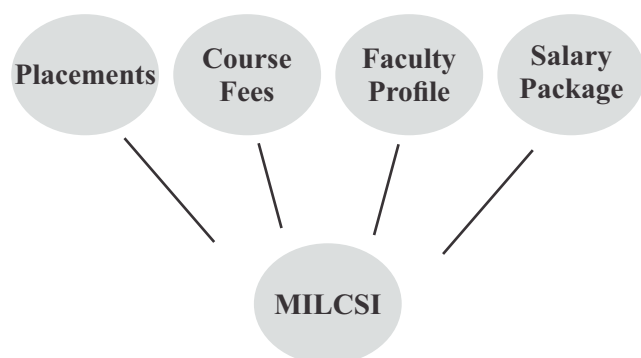 Placements
Course
Fees
Faculty
Profile
Salary
Package
MILCSI